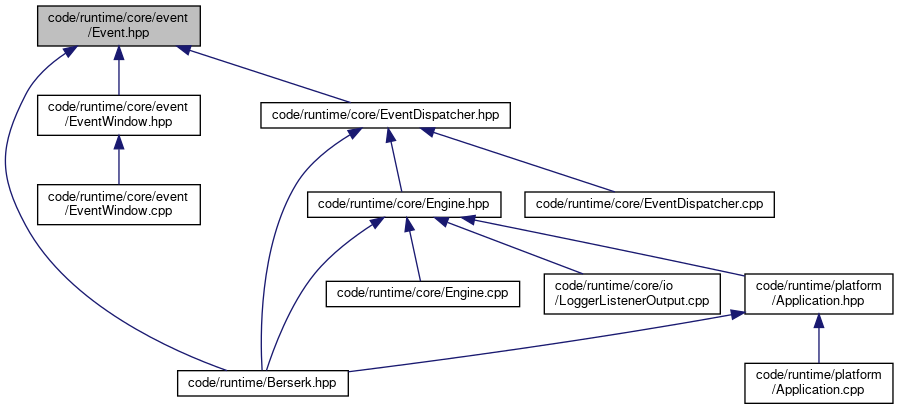 code/runtime/core/event
/Event.hpp
code/runtime/core/event
/EventWindow.hpp
code/runtime/core/EventDispatcher.hpp
code/runtime/core/event
/EventWindow.cpp
code/runtime/core/Engine.hpp
code/runtime/core/EventDispatcher.cpp
code/runtime/core/Engine.cpp
code/runtime/core/io
/LoggerListenerOutput.cpp
code/runtime/platform
/Application.hpp
code/runtime/Berserk.hpp
code/runtime/platform
/Application.cpp